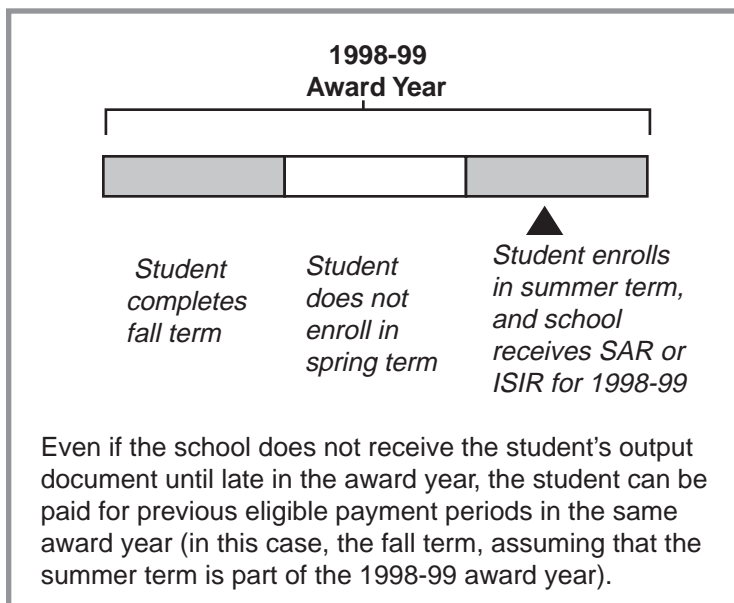 1998-99
Award Year
Student
completes
fall term
Student
does not
enroll in
spring term
Student enrolls
in summer term,
and school
receives SAR or
ISIR for 1998-99
Even if the school does not receive the student’s output
document until late in the award year, the student can be
paid for previous eligible payment periods in the same
award year (in this case, the fall term, assuming that the
summer term is part of the 1998-99 award year).